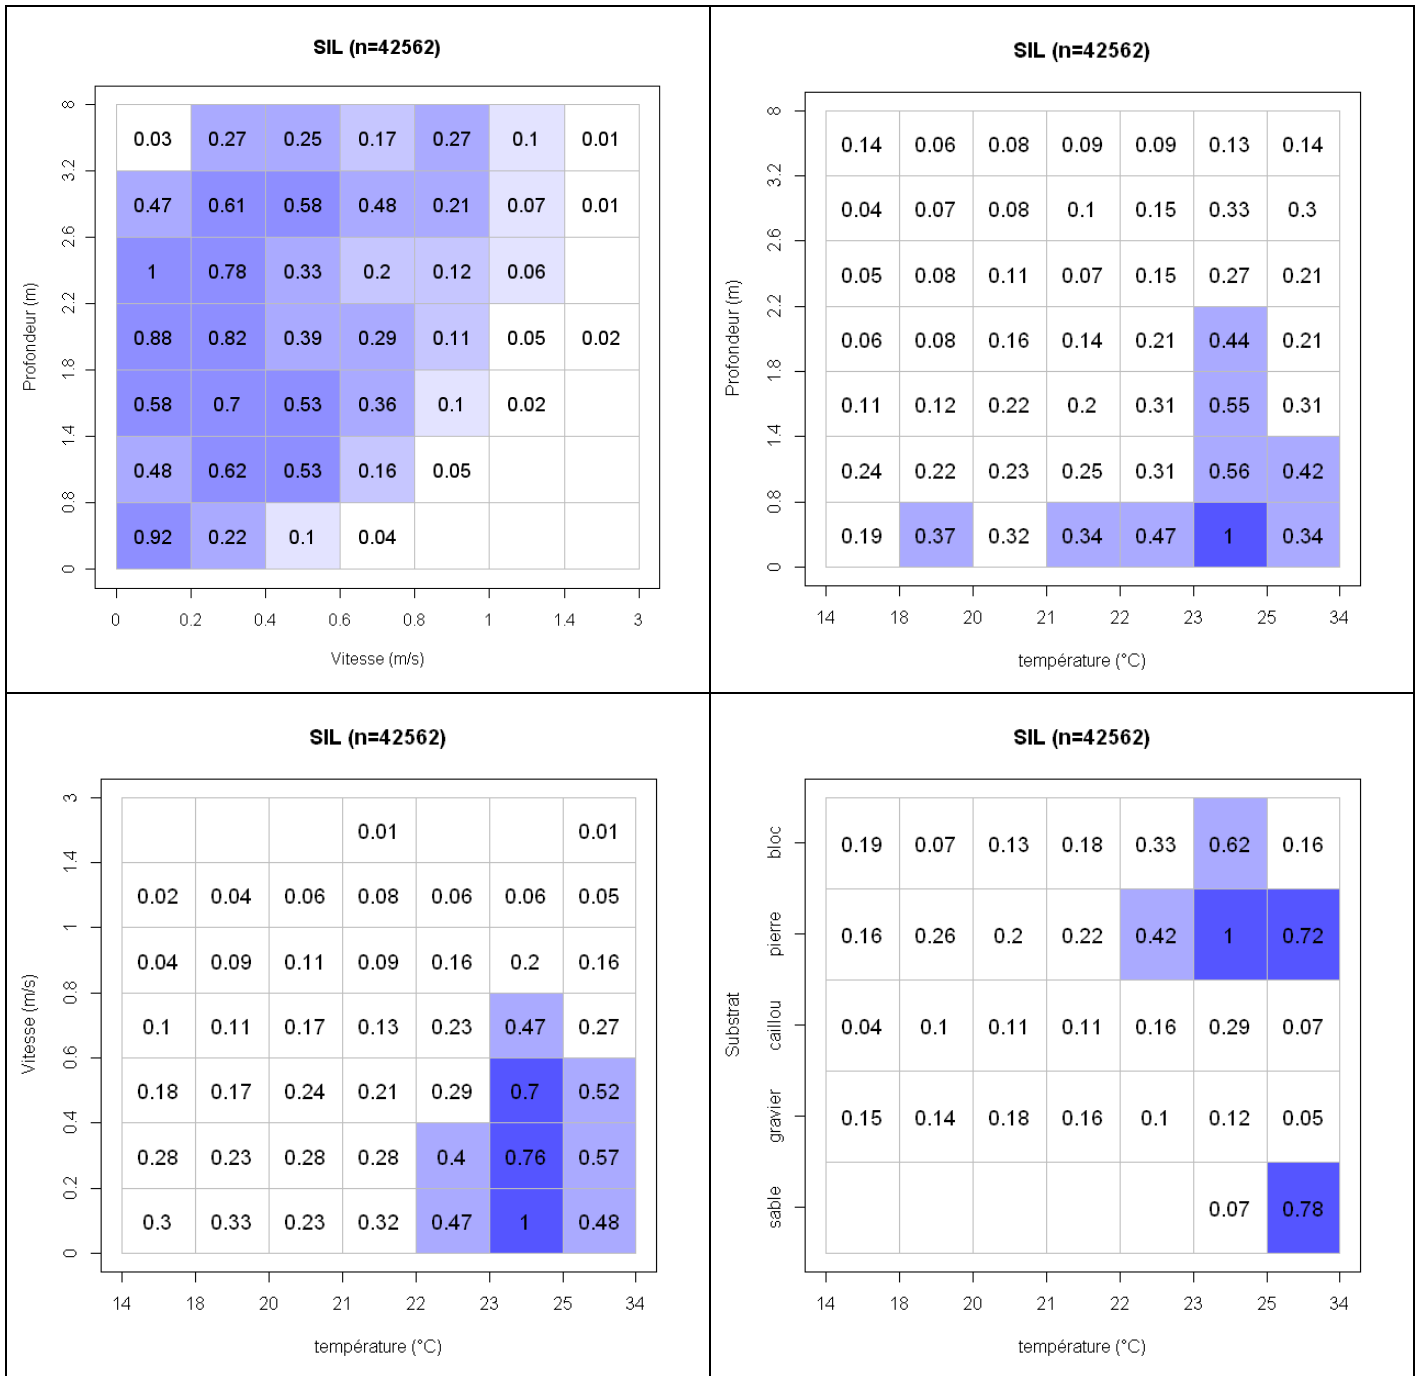 SIL (n=42562)
Profondeur (m)
8
0.03 0.27 0.25 0.17 0.27 0.1 0.01
3.2
0.47 0.61 0.58 0.48 0.21 0.07 0.01
2.6
1 0.78 0.33 0.2 0.12 0.06
2.2
0.88 0.82 0.39 0.29 0.11 0.05 0.02
1.8
0.58 0.7 0.53 0.36 0.1 0.02
1.4
0.48 0.62 0.53 0.16 0.05
0.8
0.92 0.22 0.1 0.04
0
0 0.2 0.4 0.6 0.8 1 1.4 3
Vitesse (m/s)
SIL (n=42562)
Profondeur (m)
8
0.14 0.06 0.08 0.09 0.09 0.13 0.14
3.2
0.04 0.07 0.08 0.1 0.15 0.33 0.3
2.6
0.05 0.08 0.11 0.07 0.15 0.27 0.21
2.2
0.06 0.08 0.16 0.14 0.21 0.44 0.21
1.8
0.11 0.12 0.22 0.2 0.31 0.55 0.31
1.4
0.24 0.22 0.23 0.25 0.31 0.56 0.42
0.8
0.19 0.37 0.32 0.34 0.47 1 0.34
0
14 18 20 21 22 23 25 34
température (°C)
SIL (n=42562)
Vitesse (m/s)
3
0.01 0.01
1.4
0.02 0.04 0.06 0.08 0.06 0.06 0.05
1
0.04 0.09 0.11 0.09 0.16 0.2 0.16
0.8
0.1 0.11 0.17 0.13 0.23 0.47 0.27
0.6
0.18 0.17 0.24 0.21 0.29 0.7 0.52
0.4
0.28 0.23 0.28 0.28 0.4 0.76 0.57
0.2
0.3 0.33 0.23 0.32 0.47 1 0.48
0
14 18 20 21 22 23 25 34
température (°C)
SIL (n=42562)
Substrat
bloc 0.19 0.07 0.13 0.18 0.33 0.62 0.16
pierre 0.16 0.26 0.2 0.22 0.42 1 0.72
caillou 0.04 0.1 0.11 0.11 0.16 0.29 0.07
gravier 0.15 0.14 0.18 0.16 0.1 0.12 0.05
sable 0.07 0.78
14 18 20 21 22 23 25 34
température (°C)